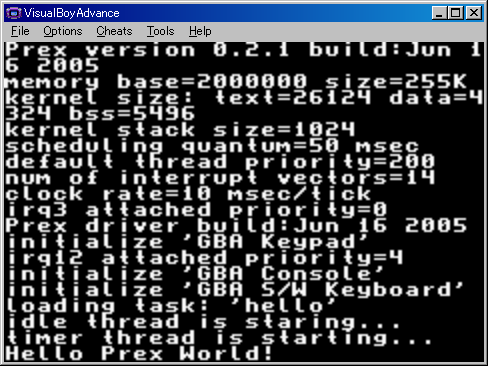 VisualBoyAdvance
File Options Cheats Tools Help
Prex version 0.2.1 build:Jun 1
6 2005
memory base=2000000 size=255K
kernel size: text=26124 data=4
324 bss=5496
kernel stack size=1024
scheduling quantum=50 msec
default thread priority=200
num of interrupt vectors=14
clock rate=10 msec/tick
irq3 attached priority=0
Prex driver build:Jun 16 2005
initialize 'GBA Keypad'
irq12 attached priority=4
initialize 'GBA Console'
initialize 'GBA S/W Keyboard'
loading task: 'hello'
idle thread is staring...
timer thread is starting...
Hello Prex World!